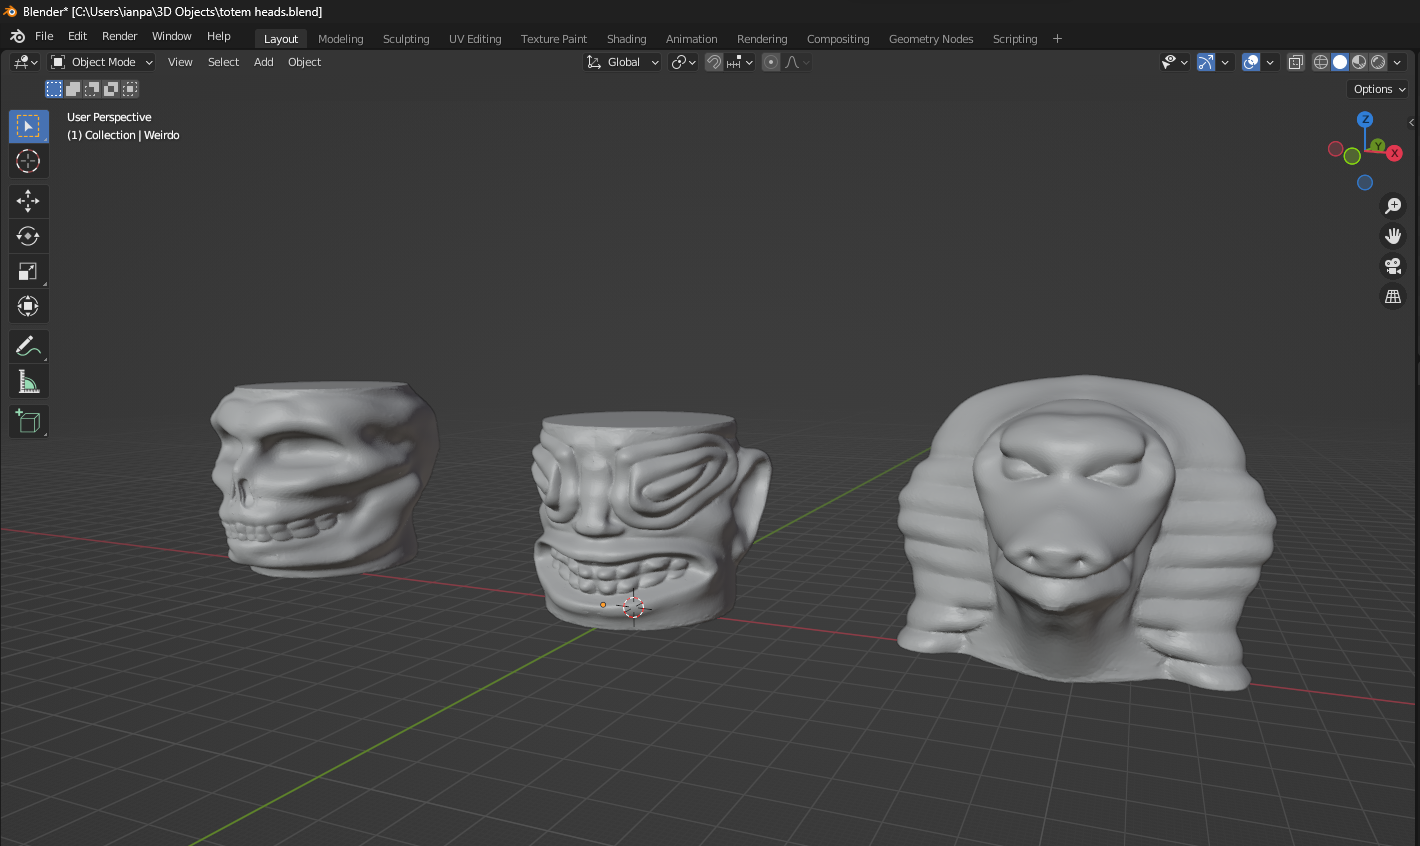 Blender* [C:\Users\ianpa\3D Objects\totem heads.blend]
File Edit Render Window Help Layout Modeling Sculpting UV Editing Texture Paint Shading Animation Rendering Compositing Geometry Nodes Scripting +
Object Mode View Select Add Object Global
Options
User Perspective
(1) Collection | Weirdo
Z
Y
X